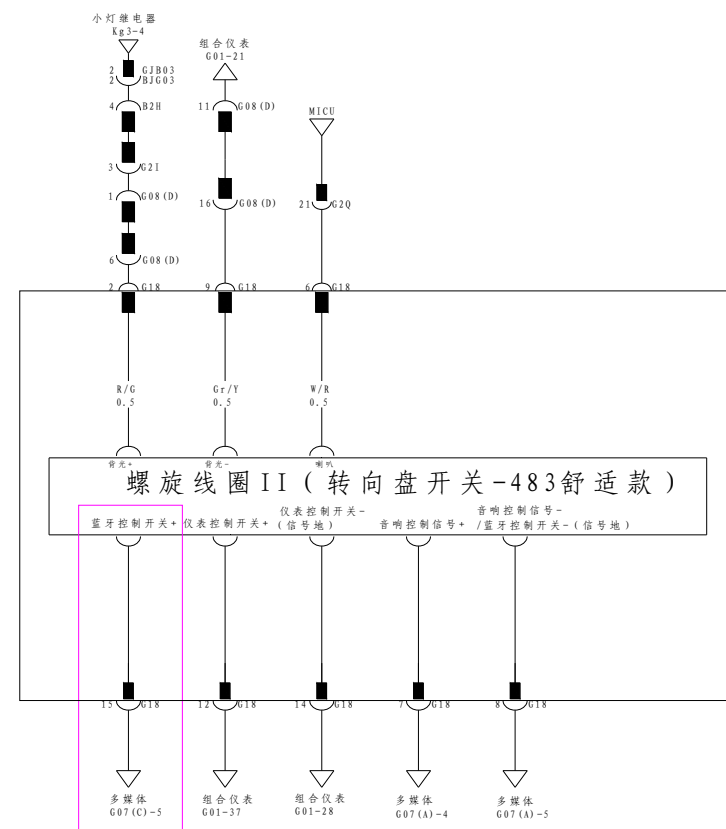 小灯继电器
Kg3-4
组合仪表
G01-21
MICU
2 GJB03
2 BJG03
4 B2H
11 G08(D)
3 G2I
1 G08(D)
16 G08(D)
21 G2Q
6 G08(D)
2 G18
9 G18
6 G18
R/G
0.5
Gr/Y
0.5
W/R
0.5
背光+
背光-
喇叭
螺旋线圈II(转向盘开关-483舒适款)
蓝牙控制开关+
仪表控制开关+
仪表控制开关-
(信号地)
音响控制信号+
音响控制信号-
/蓝牙控制开关-(信号地)
15 G18
12 G18
14 G18
7 G18
8 G18
多媒体
G07(C)-5
组合仪表
G01-37
组合仪表
G01-28
多媒体
G07(A)-4
多媒体
G07(A)-5